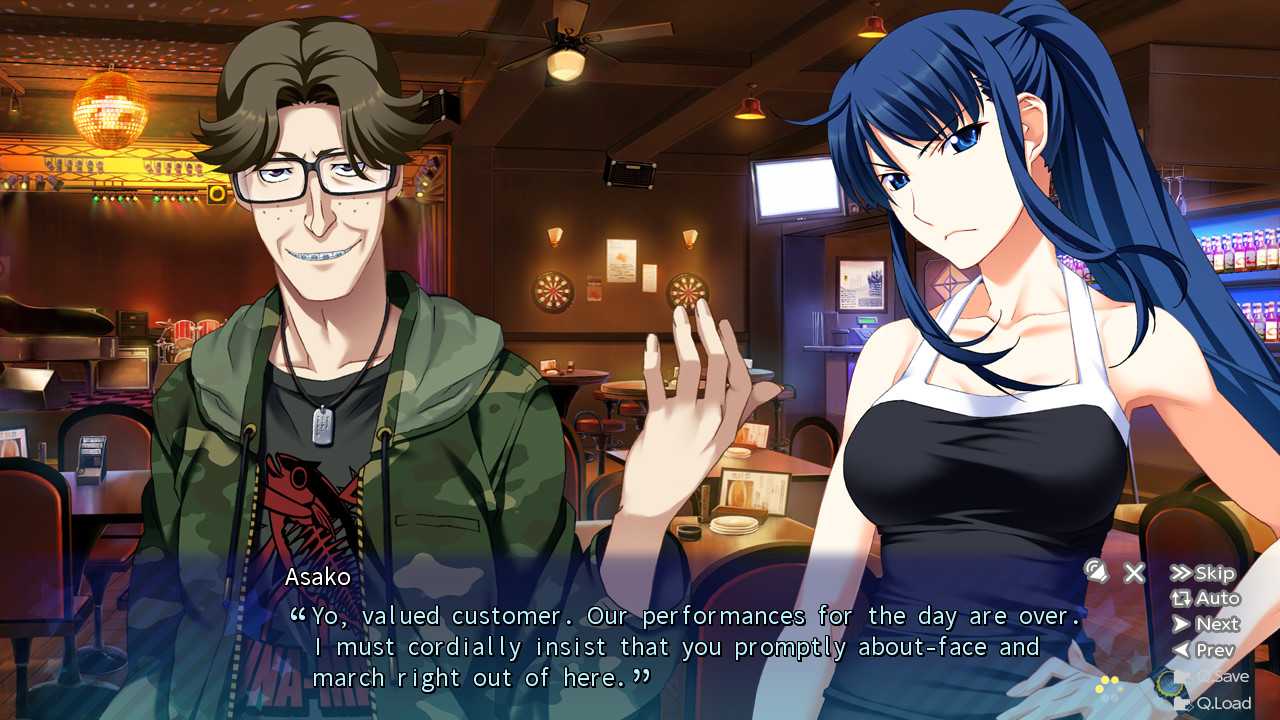 Asako
“Yo, valued customer. Our performances for the day are over.
I must cordially insist that you promptly about-face and
march right out of here.”
Skip
Auto
Next
Prev
Q.Save
Q.Load